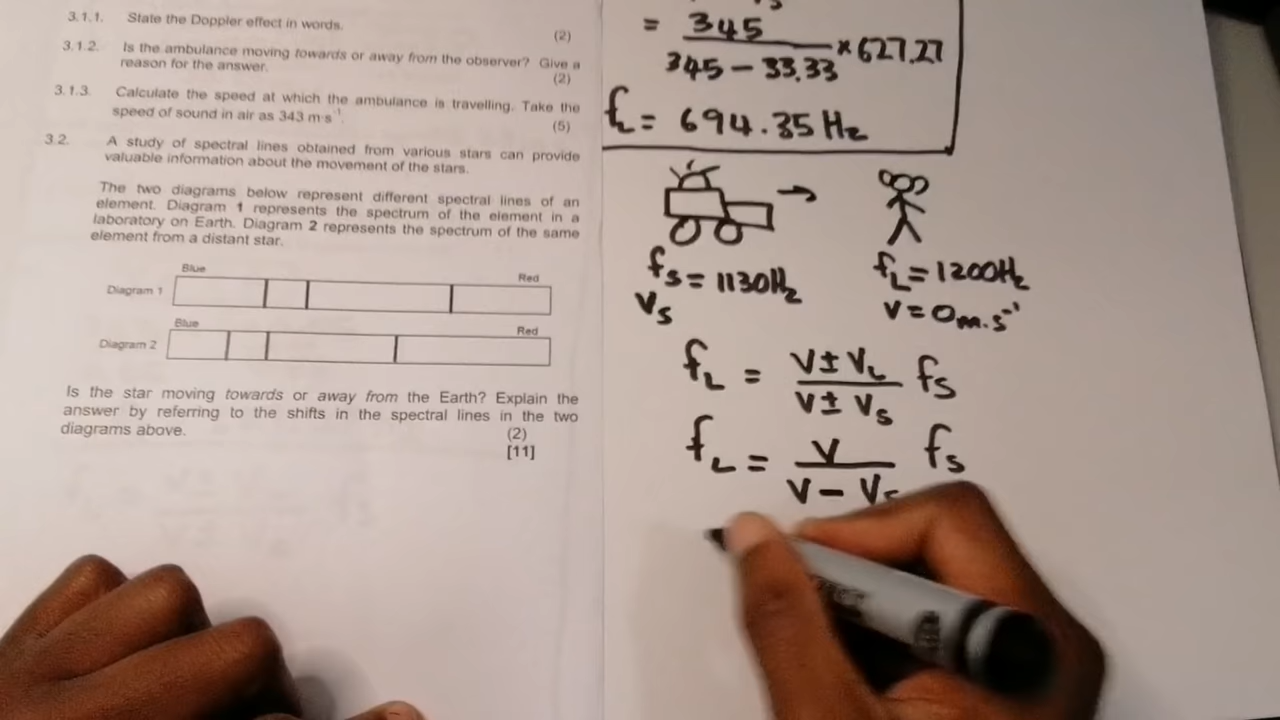 3.1.1. State the Doppler effect in words.
(2)
3.1.2. Is the ambulance moving towards or away from the observer? Give a
reason for the answer.
(2)
3.1.3. Calculate the speed at which the ambulance is travelling. Take the
speed of sound in air as 343 m·s⁻¹.
(5)
3.2. A study of spectral lines obtained from various stars can provide
valuable information about the movement of the stars.
The two diagrams below represent different spectral lines of an
element. Diagram 1 represents the spectrum of the element in a
laboratory on Earth. Diagram 2 represents the spectrum of the same
element from a distant star.
Blue
Red
Diagram 1
Blue
Red
Diagram 2
Is the star moving towards or away from the Earth? Explain the
answer by referring to the shifts in the spectral lines in the two
diagrams above.
(2)
[11]
= 345
345 - 33.33 × 627.27
fL = 694.35 Hz
fs = 1130Hz
Vs
fL = 1200Hz
V = 0m.s⁻¹
fL = V ± VL fs
V ± Vs
fL = V fs
V - Vs